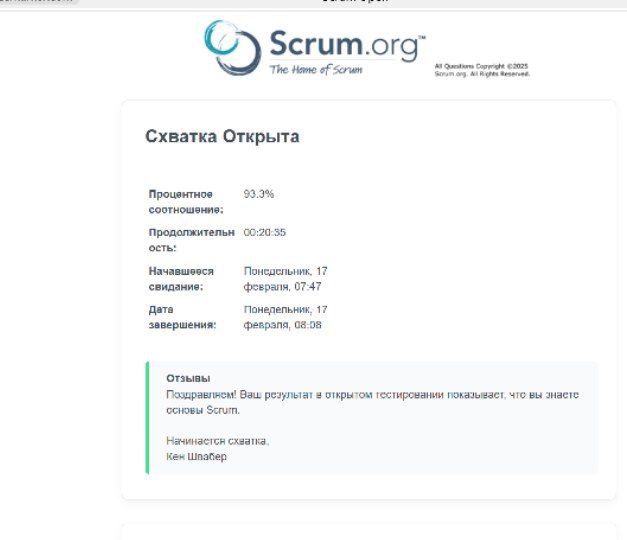 Scrum.org™
The Home of Scrum
All Questions Copyright ©2025
Scrum.org. All Rights Reserved.
Схватка Открыта
Процентное 93.3%
соотношение:
Продолжительн 00:20:35
ость:
Начавшееся Понедельник, 17
свидание: февраля, 07:47
Дата Понедельник, 17
завершения: февраля, 08:08
Отзывы
Поздравляем! Ваш результат в открытом тестировании показывает, что вы знаете
основы Scrum.
Начинается схватка,
Кен Швабер